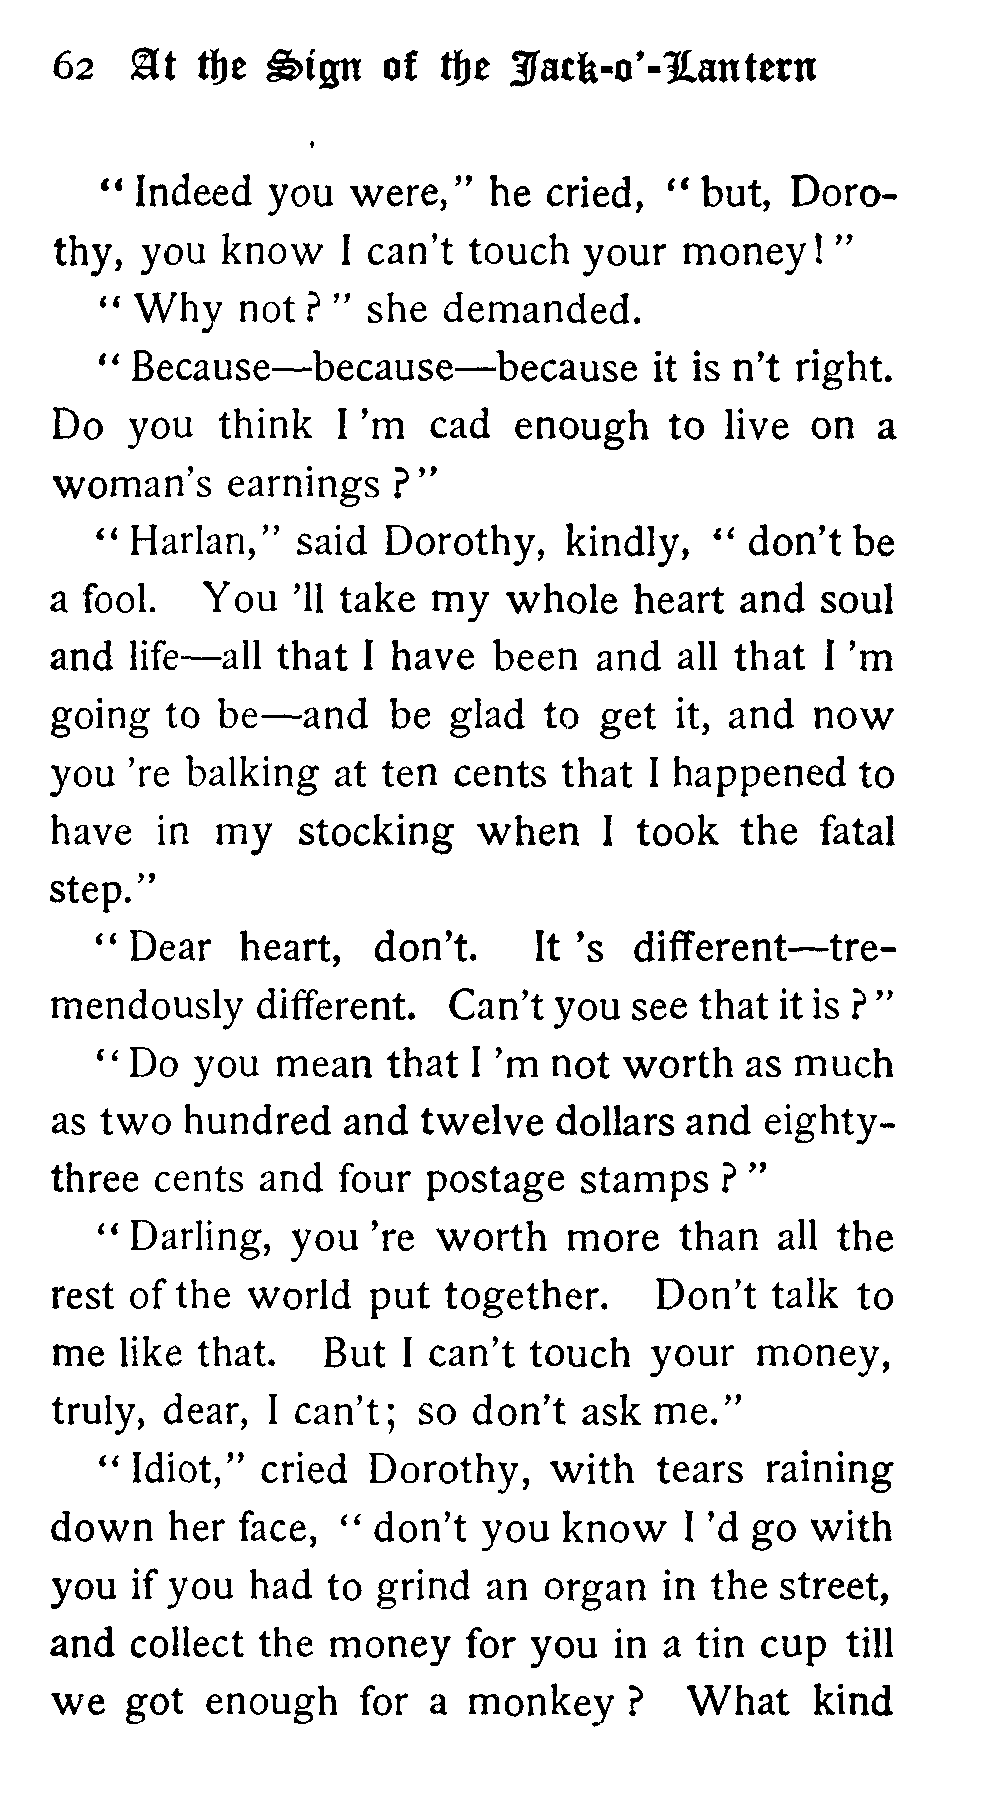 62 At the Sign of the Jack-o'-Lantern
“ Indeed you were,” he cried, “ but, Doro-
thy, you know I can't touch your money! ”
“ Why not ? ” she demanded.
“ Because—because—because it is n't right.
Do you think I 'm cad enough to live on a
woman's earnings ? ”
“ Harlan,” said Dorothy, kindly, “ don't be
a fool. You 'll take my whole heart and soul
and life—all that I have been and all that I 'm
going to be—and be glad to get it, and now
you 're balking at ten cents that I happened to
have in my stocking when I took the fatal
step.”
“ Dear heart, don't. It 's different—tre-
mendously different. Can't you see that it is ? ”
“ Do you mean that I 'm not worth as much
as two hundred and twelve dollars and eighty-
three cents and four postage stamps ? ”
“ Darling, you 're worth more than all the
rest of the world put together. Don't talk to
me like that. But I can't touch your money,
truly, dear, I can't; so don't ask me.”
“ Idiot,” cried Dorothy, with tears raining
down her face, “ don't you know I 'd go with
you if you had to grind an organ in the street,
and collect the money for you in a tin cup till
we got enough for a monkey ? What kind